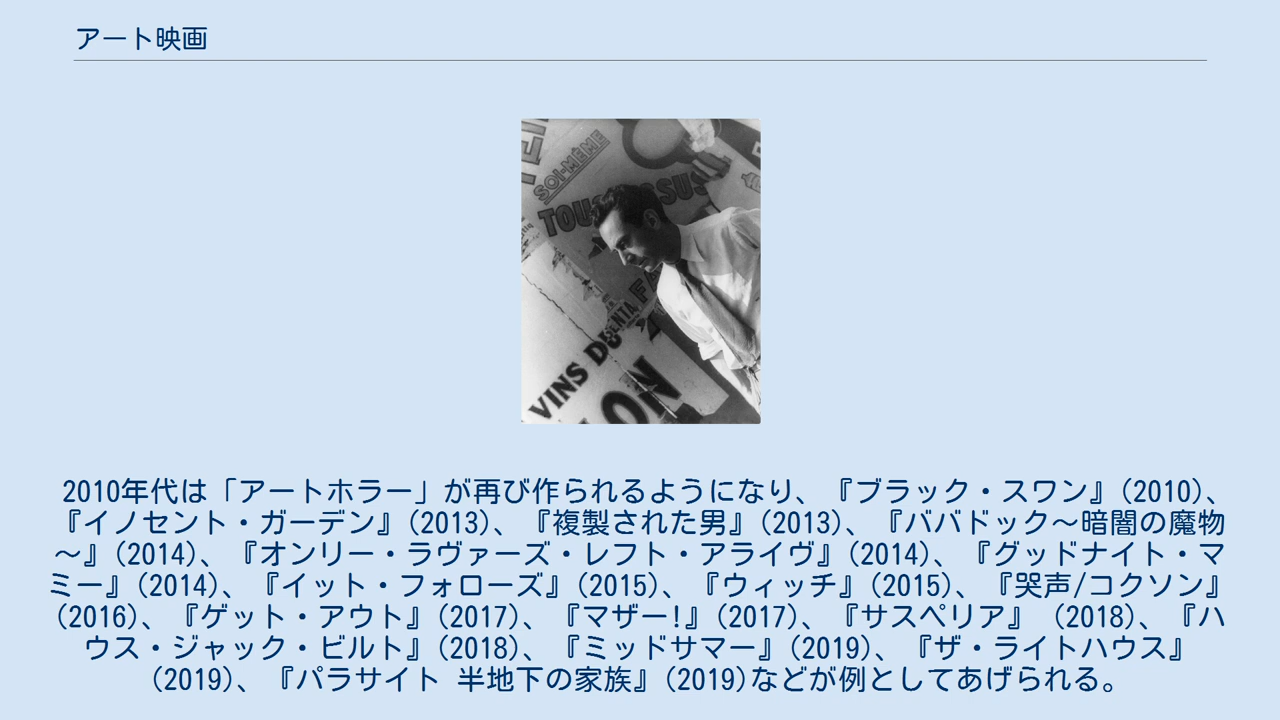 アート映画
SOI-MÊME
VINS DU
2010年代は「アートホラー」が再び作られるようになり、『ブラック・スワン』(2010)、
『イノセント・ガーデン』(2013)、『複製された男』(2013)、『ババドック〜暗闇の魔物
〜』(2014)、『オンリー・ラヴァーズ・レフト・アライヴ』(2014)、『グッドナイト・マ
ミー』(2014)、『イット・フォローズ』(2015)、『ウィッチ』(2015)、『哭声/コクソン』
(2016)、『ゲット・アウト』(2017)、『マザー!』(2017)、『サスペリア』 (2018)、『ハ
ウス・ジャック・ビルト』(2018)、『ミッドサマー』(2019)、『ザ・ライトハウス』
(2019)、『パラサイト 半地下の家族』(2019)などが例としてあげられる。